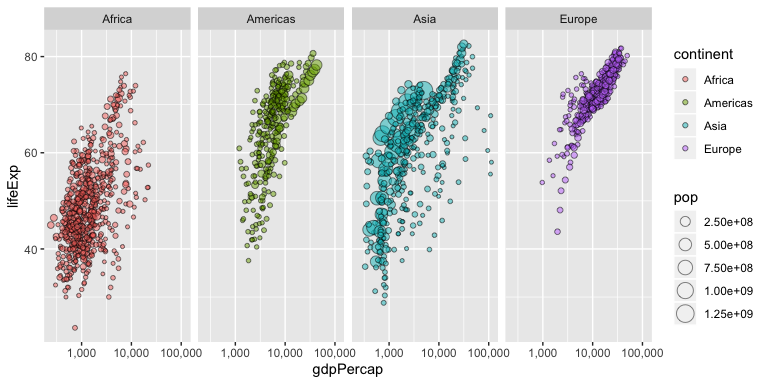 Africa Americas Asia Europe
80
60
40
lifeExp
1,000 10,000 100,000 1,000 10,000 100,000 1,000 10,000 100,000 1,000 10,000 100,000
gdpPercap
continent
Africa
Americas
Asia
Europe
pop
2.50e+08
5.00e+08
7.50e+08
1.00e+09
1.25e+09